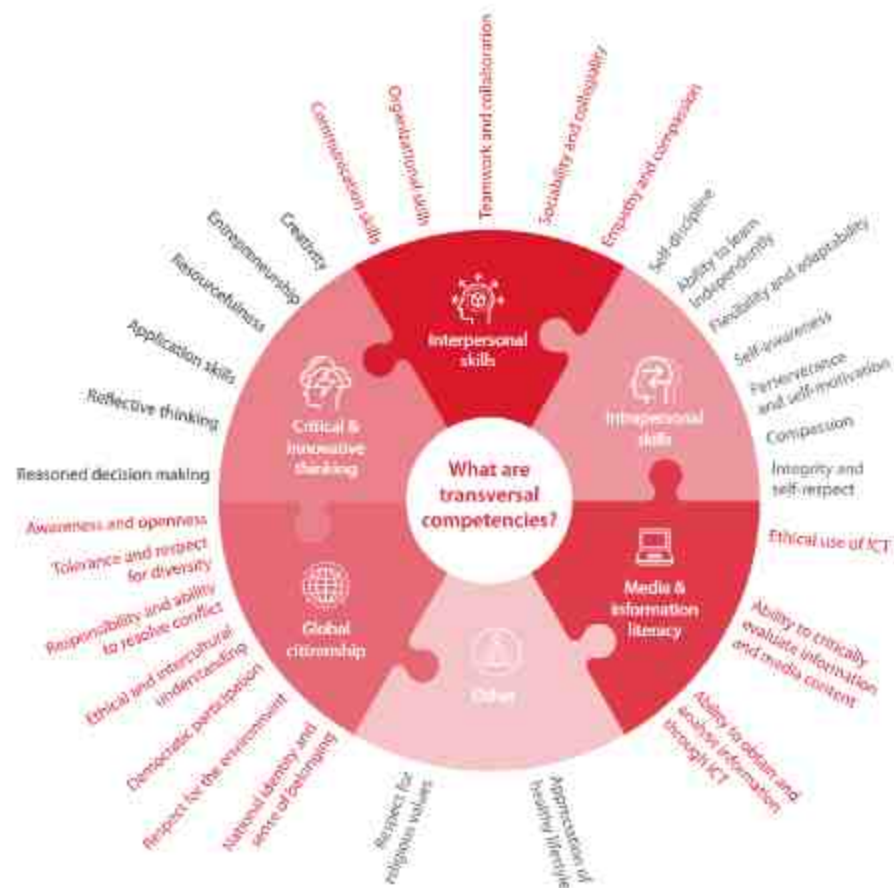 What are
transversal
competencies?
Interpersonal
skills
Communication skills
Organizational skills
Teamwork and collaboration
Sociability and collegiality
Empathy and compassion
Intrapersonal
skills
Self-discipline
Ability to learn
independently
Flexibility and adaptability
Self-awareness
Perserverance
and self-motivation
Compassion
Integrity and
self-respect
Media &
information
literacy
Ethical use of ICT
Ability to critically
evaluate information
and media content
Ability to obtain and
analyse information
through ICT
Other
Appreciation of
healthy lifestyle
Respect for
religious values
Global
citizenship
National identity and
sense of belonging
Respect for the environment
Democratic participation
Ethical and intercultural
understanding
Responsibility and ability
to resolve conflict
Tolerance and respect
for diversity
Awareness and openness
Critical &
innovative
thinking
Reasoned decision making
Reflective thinking
Application skills
Resourcefulness
Entrepreneurship
Creativity